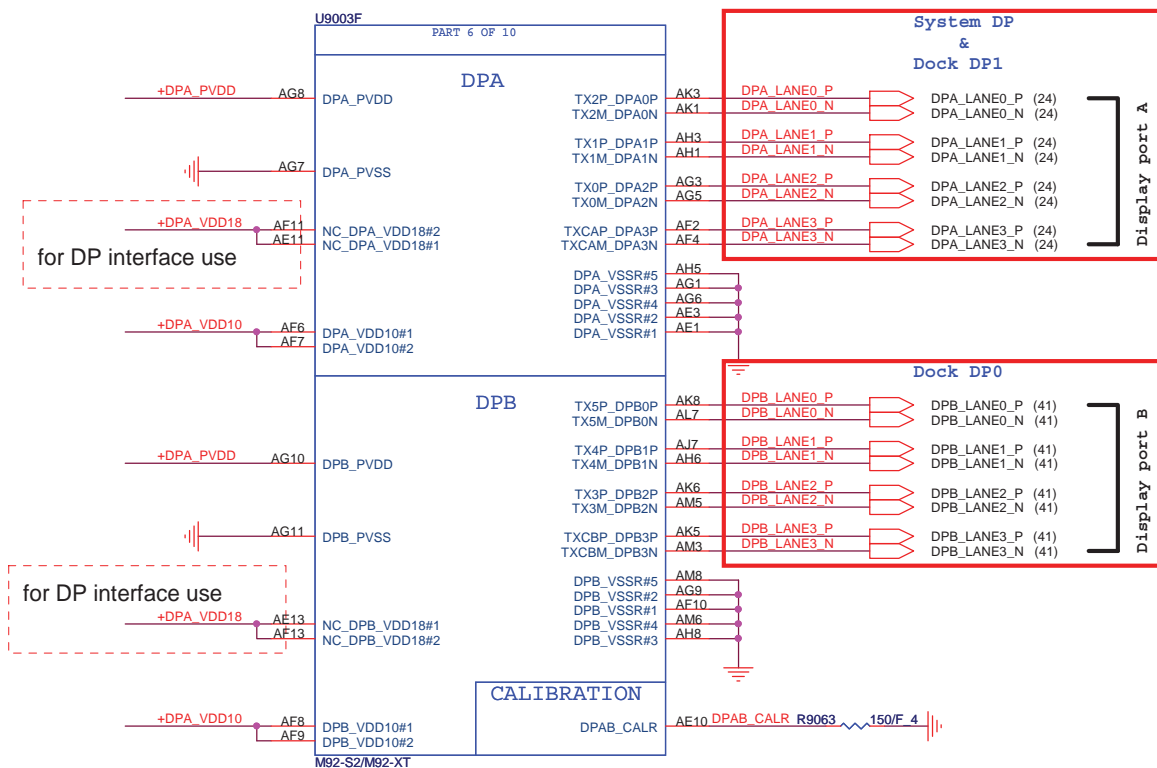 U9003F
PART 6 OF 10
DPA
+DPA_PVDD AG8 DPA_PVDD
AG7 DPA_PVSS
+DPA_VDD18 AF11 NC_DPA_VDD18#2
AE11 NC_DPA_VDD18#1
for DP interface use
+DPA_VDD10 AF6 DPA_VDD10#1
AF7 DPA_VDD10#2
TX2P_DPA0P AK3 DPA_LANE0_P DPA_LANE0_P (24)
TX2M_DPA0N AK1 DPA_LANE0_N DPA_LANE0_N (24)
TX1P_DPA1P AH3 DPA_LANE1_P DPA_LANE1_P (24)
TX1M_DPA1N AH1 DPA_LANE1_N DPA_LANE1_N (24)
TX0P_DPA2P AG3 DPA_LANE2_P DPA_LANE2_P (24)
TX0M_DPA2N AG5 DPA_LANE2_N DPA_LANE2_N (24)
TXCAP_DPA3P AF2 DPA_LANE3_P DPA_LANE3_P (24)
TXCAM_DPA3N AF4 DPA_LANE3_N DPA_LANE3_N (24)
DPA_VSSR#5 AH5
DPA_VSSR#3 AG1
DPA_VSSR#4 AG6
DPA_VSSR#2 AE3
DPA_VSSR#1 AE1
System DP
&
Dock DP1
Display port A
DPB
+DPA_PVDD AG10 DPB_PVDD
AG11 DPB_PVSS
for DP interface use
+DPA_VDD18 AE13 NC_DPB_VDD18#1
AF13 NC_DPB_VDD18#2
+DPA_VDD10 AF8 DPB_VDD10#1
AF9 DPB_VDD10#2
Dock DP0
TX5P_DPB0P AK8 DPB_LANE0_P DPB_LANE0_P (41)
TX5M_DPB0N AL7 DPB_LANE0_N DPB_LANE0_N (41)
TX4P_DPB1P AJ7 DPB_LANE1_P DPB_LANE1_P (41)
TX4M_DPB1N AH6 DPB_LANE1_N DPB_LANE1_N (41)
TX3P_DPB2P AK6 DPB_LANE2_P DPB_LANE2_P (41)
TX3M_DPB2N AM5 DPB_LANE2_N DPB_LANE2_N (41)
TXCBP_DPB3P AK5 DPB_LANE3_P DPB_LANE3_P (41)
TXCBM_DPB3N AM3 DPB_LANE3_N DPB_LANE3_N (41)
Display port B
DPB_VSSR#5 AM8
DPB_VSSR#2 AG9
DPB_VSSR#1 AF10
DPB_VSSR#4 AM6
DPB_VSSR#3 AH8
CALIBRATION
DPAB_CALR AE10 DPAB_CALR R9063 150/F_4
M92-S2/M92-XT